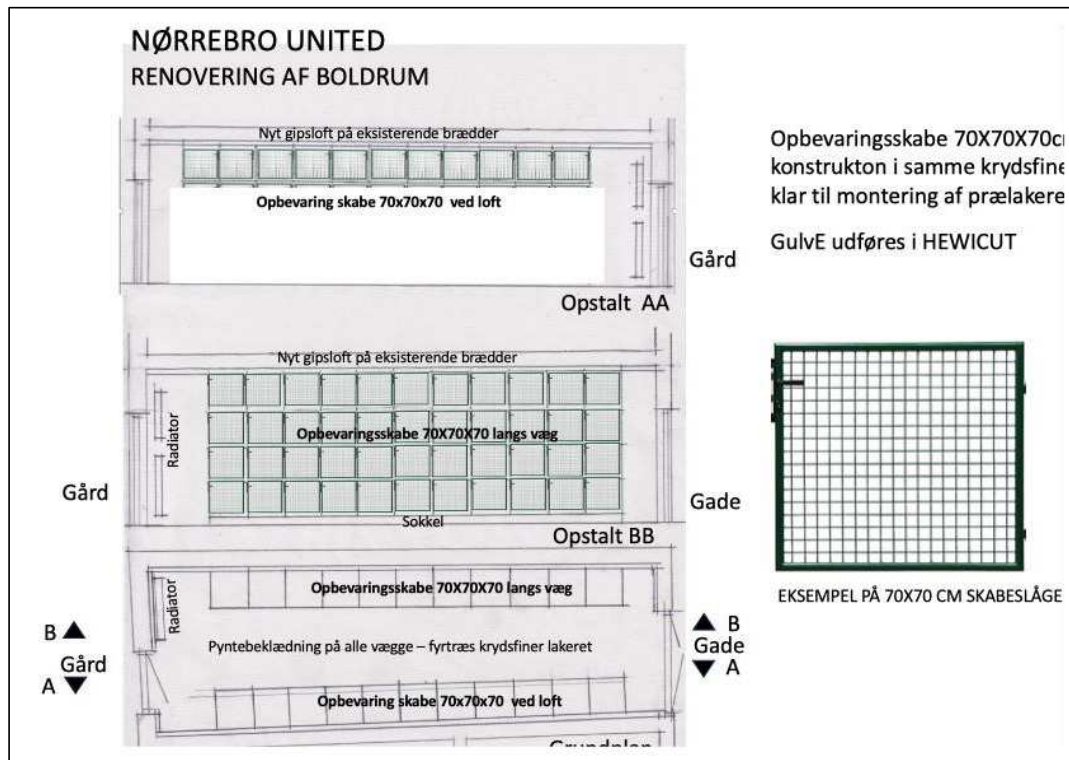 NØRREBRO UNITED
RENOVERING AF BOLDRUM
Nyt gipsloft på eksisterende brædder
Opbevaring skabe 70x70x70 ved loft
Gård
Opstalt AA
Opbevaringsskabe 70X70X70c
konstrukton i samme krydsfine
klar til montering af prælakere
GulvE udføres i HEWICUT
Nyt gipsloft på eksisterende brædder
Radiator
Opbevaringsskabe 70X70X70 langs væg
Gård
Gade
Sokkel
Opstalt BB
EKSEMPEL PÅ 70X70 CM SKABESLÅGE
Opbevaringsskabe 70X70X70 langs væg
Radiator
B
Gård
A
Pyntebeklædning på alle vægge – fyrtræs krydsfiner lakeret
B
Gade
A
Opbevaring skabe 70x70x70 ved loft
Grundplan